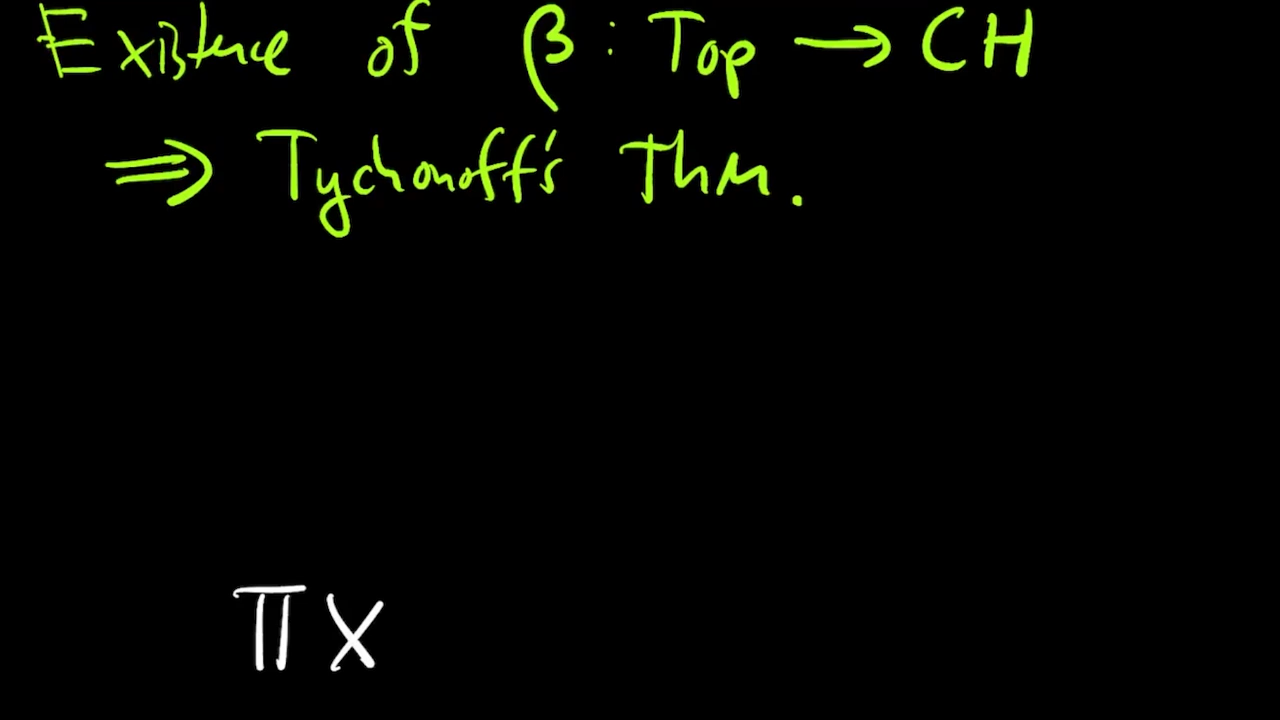 Existence of β : Top → CH
⇒ Tychonoff's Thm.
Π X